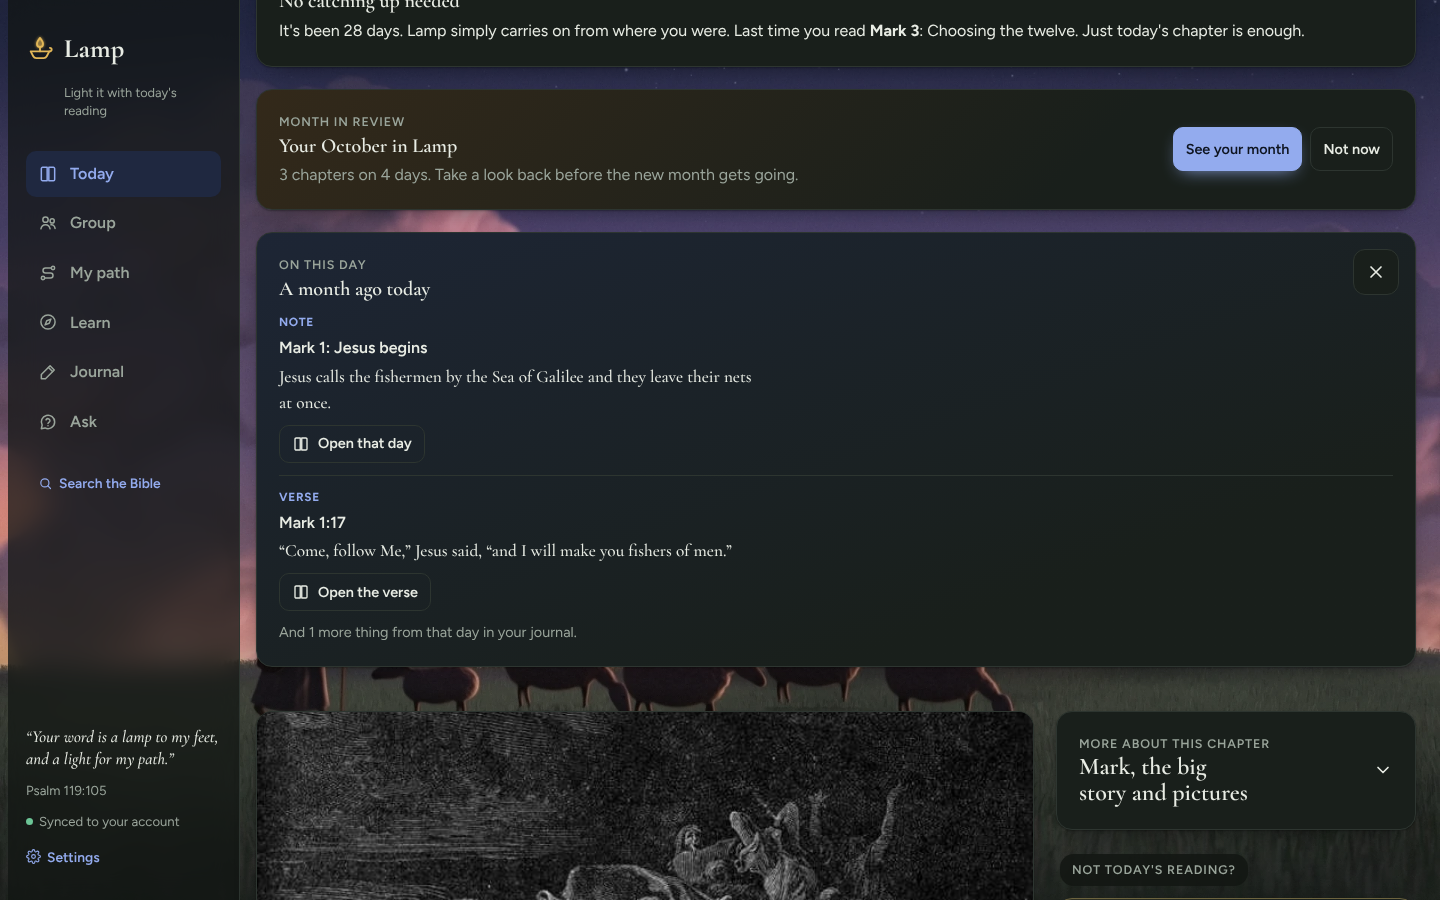 Lamp
Light it with today's
reading
Today
Group
My path
Learn
Journal
Ask
Search the Bible
“Your word is a lamp to my feet,
and a light for my path.”
Psalm 119:105
Synced to your account
Settings
No catching up needed
It's been 28 days. Lamp simply carries on from where you were. Last time you read Mark 3: Choosing the twelve. Just today's chapter is enough.
MONTH IN REVIEW
Your October in Lamp
3 chapters on 4 days. Take a look back before the new month gets going.
See your month
Not now
ON THIS DAY
A month ago today
NOTE
Mark 1: Jesus begins
Jesus calls the fishermen by the Sea of Galilee and they leave their nets
at once.
Open that day
VERSE
Mark 1:17
“Come, follow Me,” Jesus said, “and I will make you fishers of men.”
Open the verse
And 1 more thing from that day in your journal.
MORE ABOUT THIS CHAPTER
Mark, the big
story and pictures
NOT TODAY'S READING?